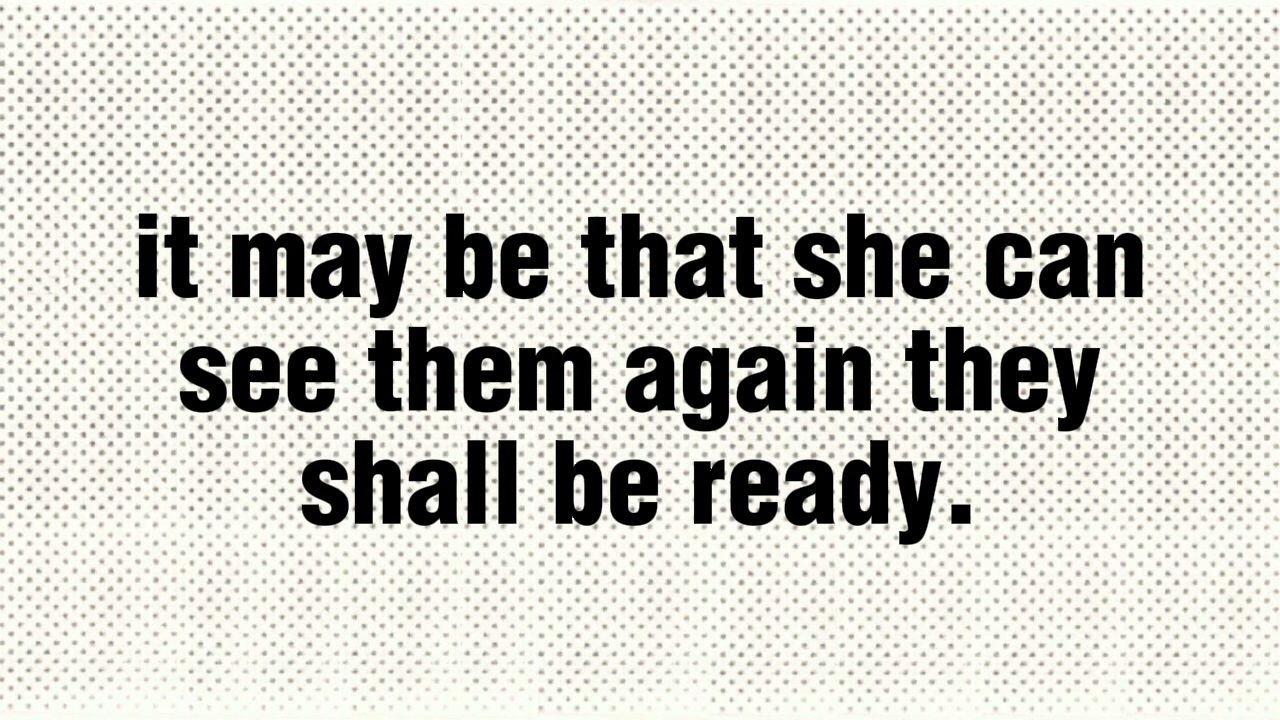 it may be that she can
see them again they
shall be ready.